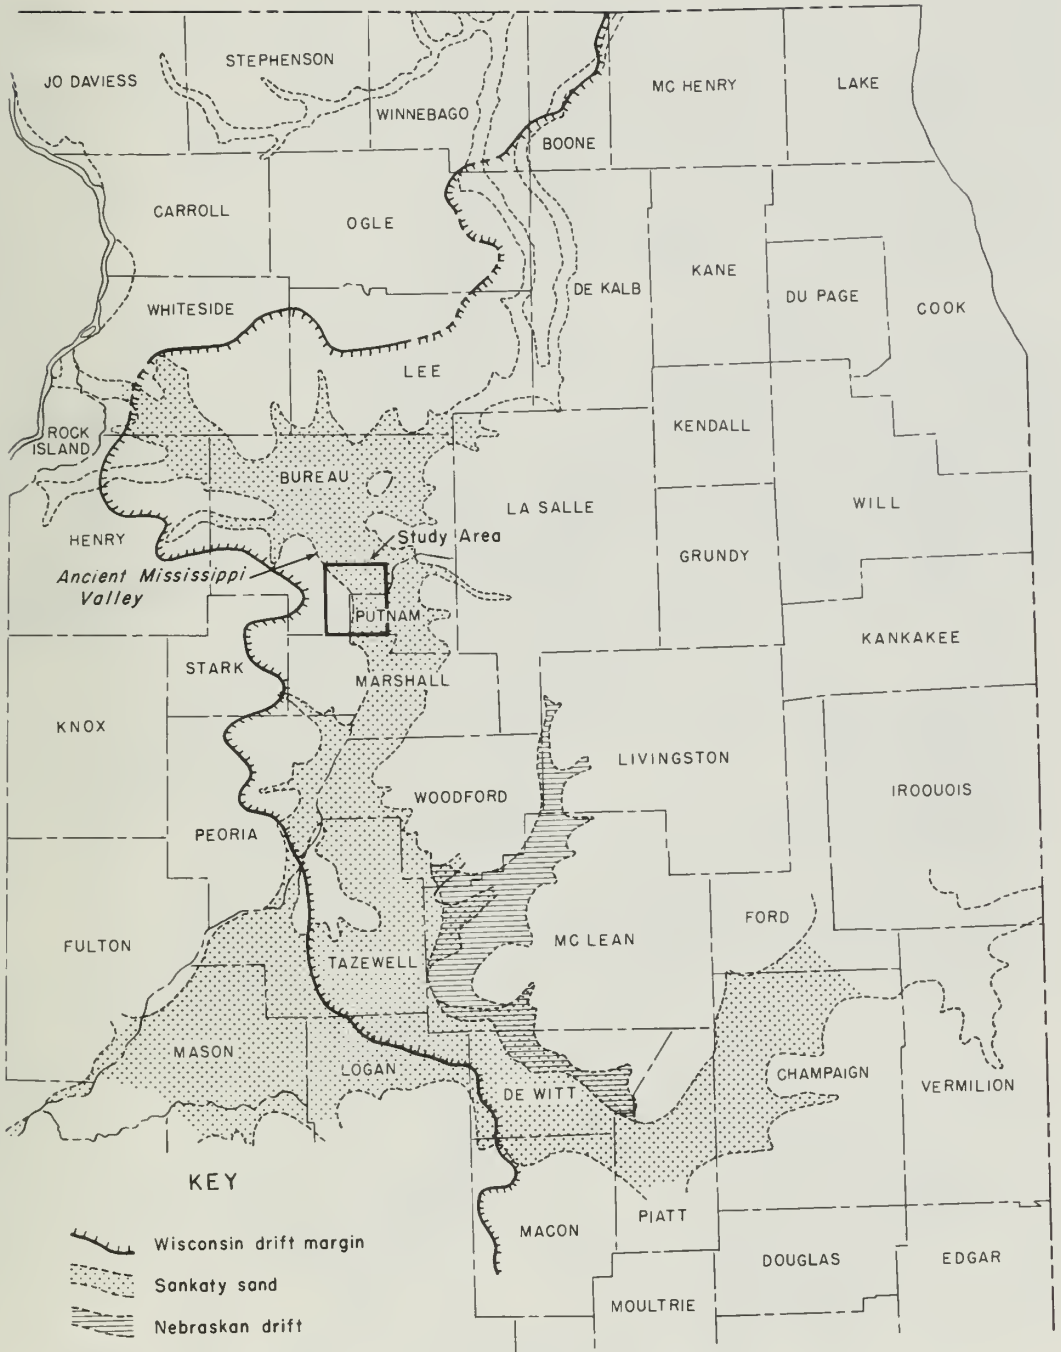 JO DAVIESS
STEPHENSON
WINNEBAGO
BOONE
MC HENRY
LAKE
CARROLL
OGLE
WHITESIDE
DE KALB
KANE
DU PAGE
COOK
LEE
ROCK
ISLAND
KENDALL
BUREAU
LA SALLE
WILL
HENRY
Study Area
GRUNDY
Ancient Mississippi
Valley
PUTNAM
KANKAKEE
STARK
MARSHALL
KNOX
LIVINGSTON
WOODFORD
IROQUOIS
PEORIA
FORD
FULTON
MC LEAN
TAZEWELL
MASON
LOGAN
DE WITT
CHAMPAIGN
VERMILION
KEY
Wisconsin drift margin
Sankaty sand
Nebraskan drift
MACON
PIATT
DOUGLAS
EDGAR
MOULTRIE